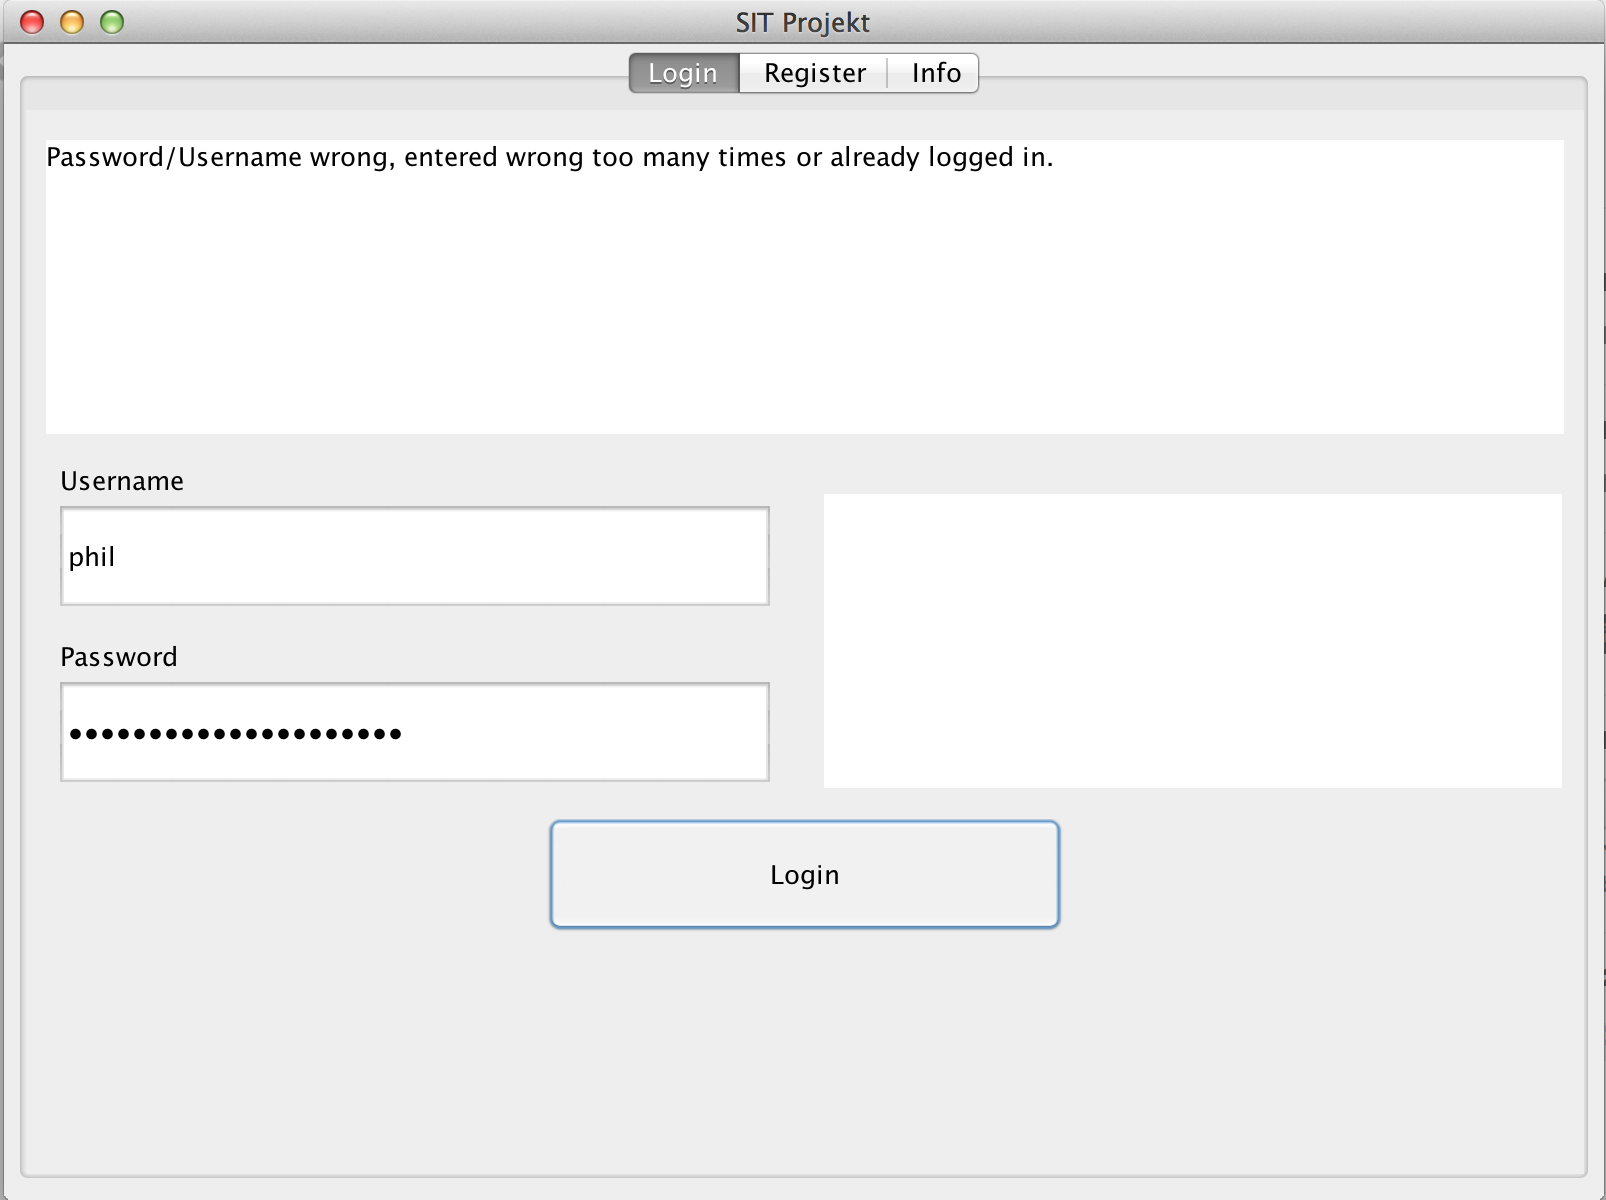 SIT Projekt
Login Register Info
Password/Username wrong, entered wrong too many times or already logged in.
Username
phil
Password
•••••••••••••••••••••
Login